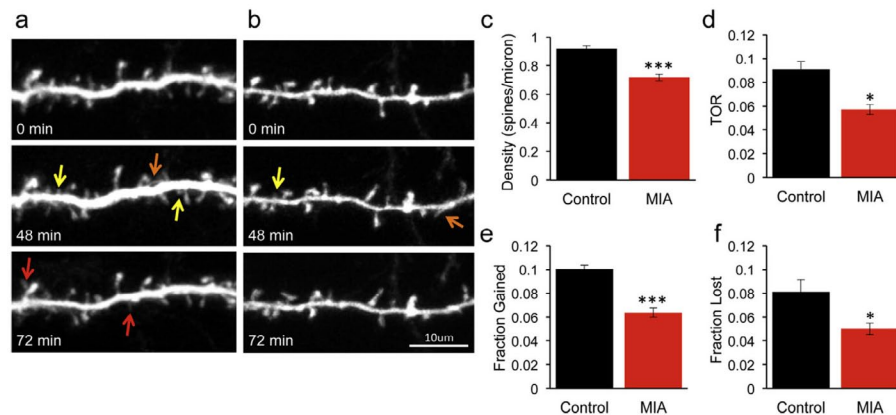 a
0 min
48 min
72 min
b
0 min
48 min
72 min
10um
c
Density (spines/micron)
1
0.8
0.6
0.4
0.2
0
***
Control
MIA
d
TOR
0.12
0.1
0.08
0.06
0.04
0.02
0
*
Control
MIA
e
Fraction Gained
0.12
0.1
0.08
0.06
0.04
0.02
0
***
Control
MIA
f
Fraction Lost
0.12
0.1
0.08
0.06
0.04
0.02
0
*
Control
MIA